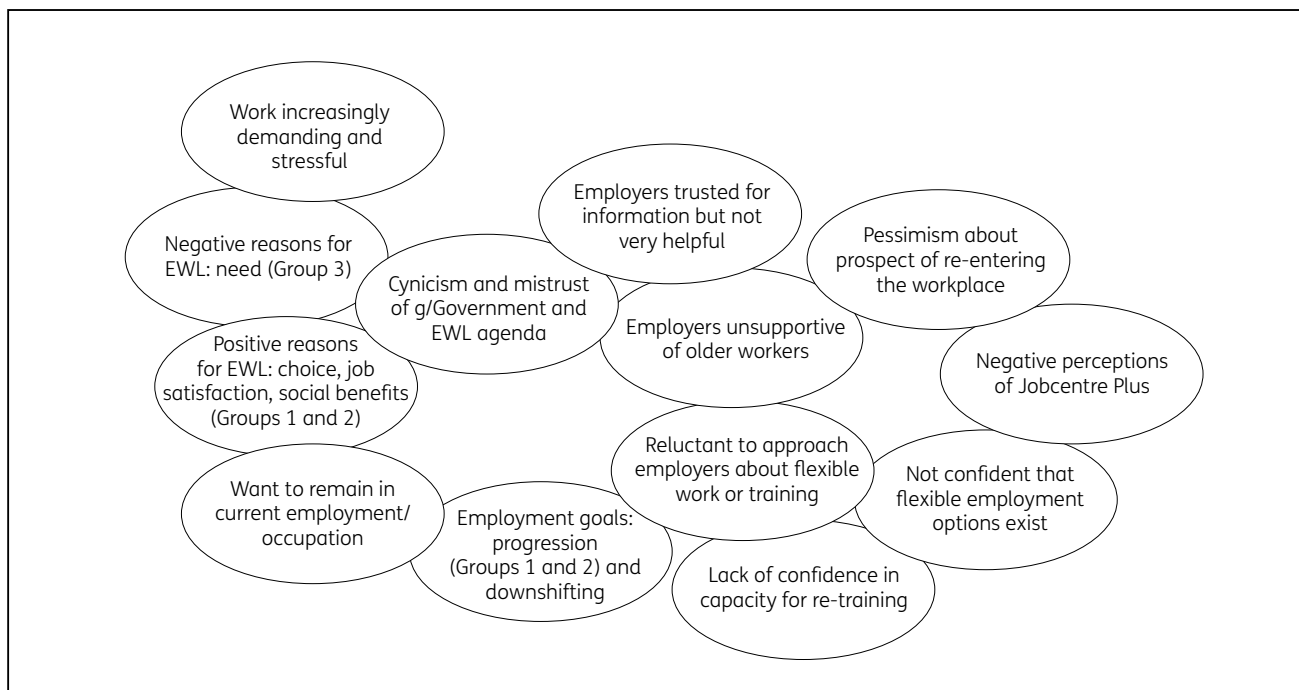 Work increasingly
demanding and
stressful
Negative reasons for
EWL: need (Group 3)
Positive reasons
for EWL: choice, job
satisfaction, social benefits
(Groups 1 and 2)
Want to remain in
current employment/
occupation
Cynicism and mistrust
of g/Government and
EWL agenda
Employment goals:
progression
(Groups 1 and 2) and
downshifting
Employers trusted for
information but not
very helpful
Employers unsupportive
of older workers
Reluctant to approach
employers about flexible
work or training
Lack of confidence in
capacity for re-training
Pessimism about
prospect of re-entering
the workplace
Negative perceptions
of Jobcentre Plus
Not confident that
flexible employment
options exist